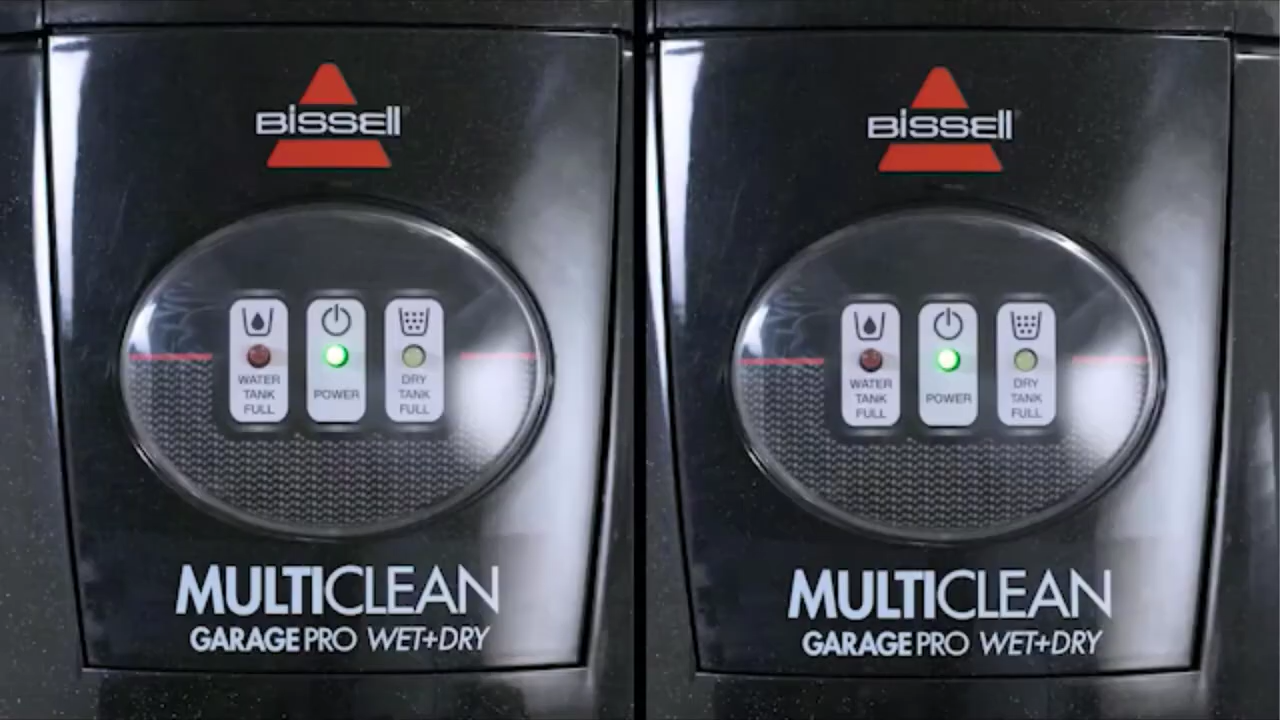 BISSELL
WATER
TANK
FULL
POWER
DRY
TANK
FULL
MULTICLEAN
GARAGE PRO WET+DRY
BISSELL
WATER
TANK
FULL
POWER
DRY
TANK
FULL
MULTICLEAN
GARAGE PRO WET+DRY